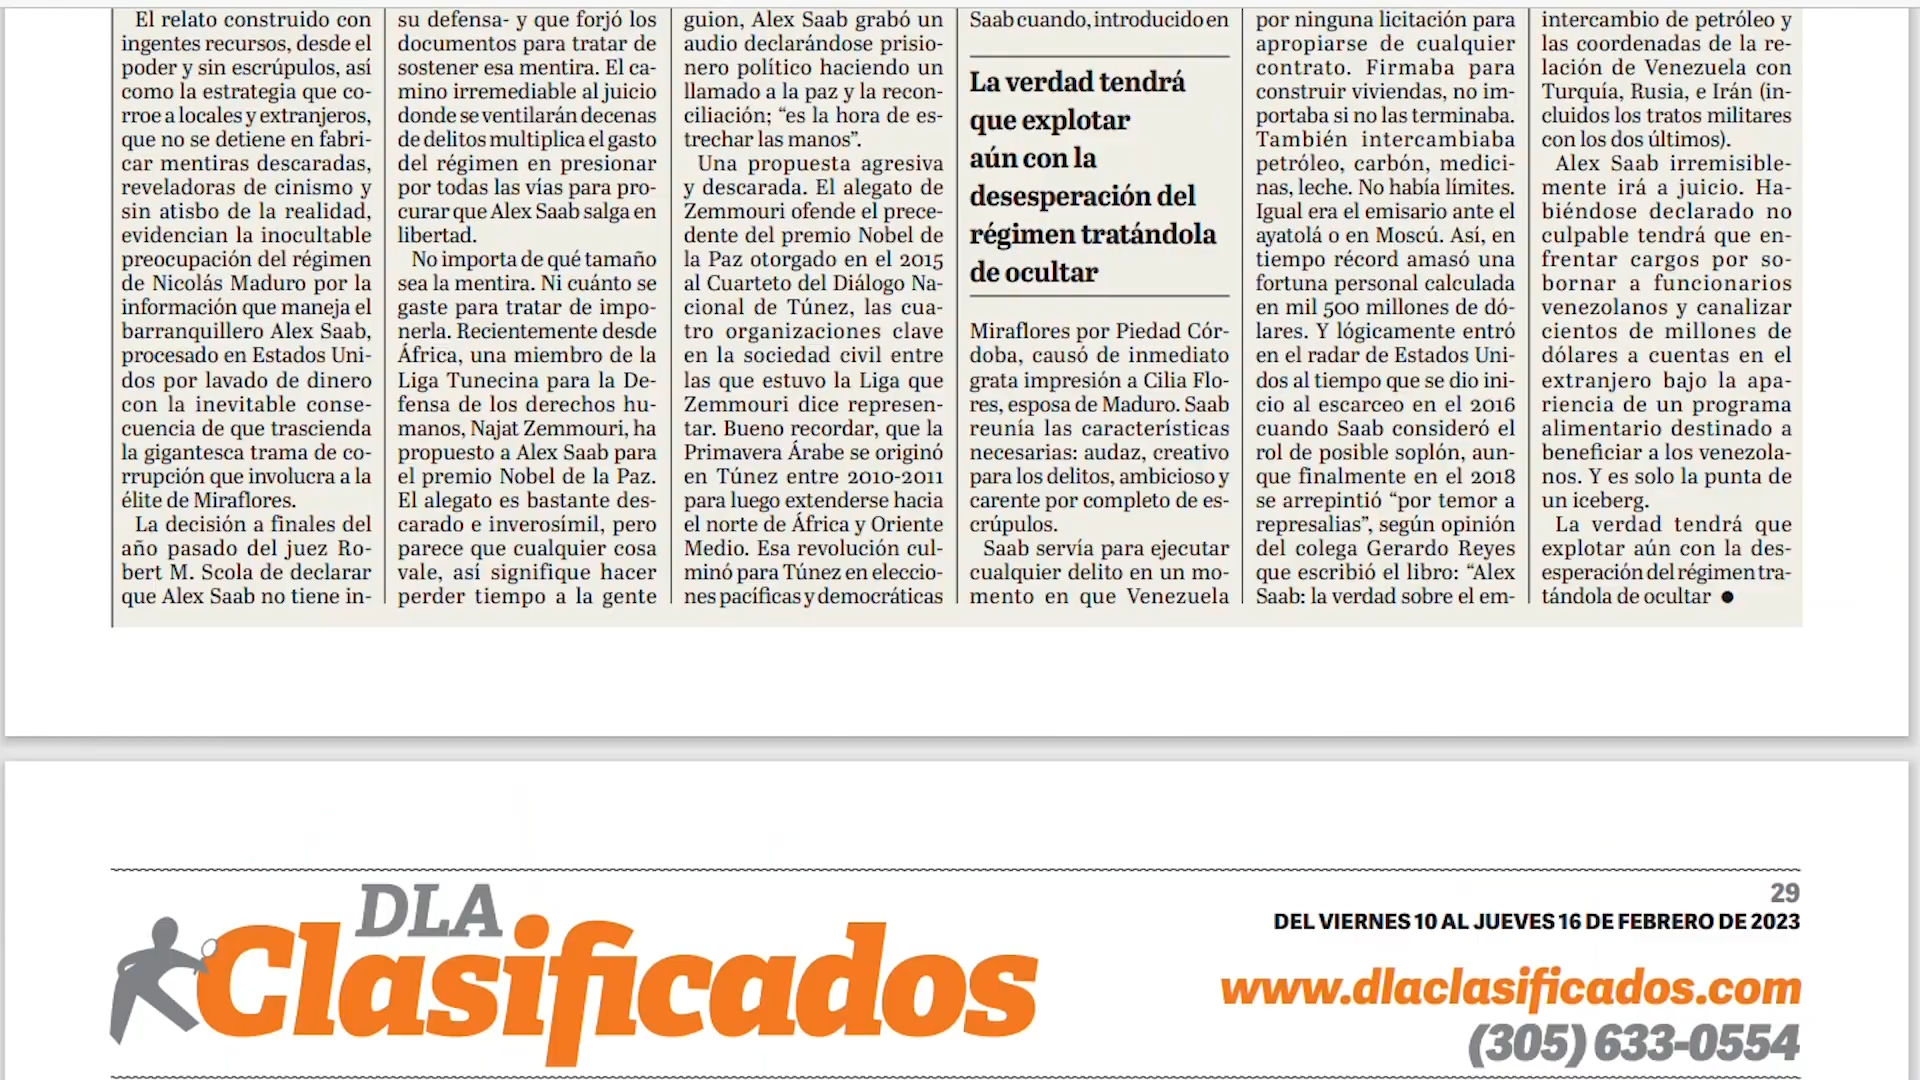 El relato construido con
ingentes recursos, desde el
poder y sin escrúpulos, así
como la estrategia que co-
rroe a locales y extranjeros,
que no se detiene en fabri-
car mentiras descaradas,
reveladoras de cinismo y
sin atisbo de la realidad,
evidencian la inocultable
preocupación del régimen
de Nicolás Maduro por la
información que maneja el
barranquillero Alex Saab,
procesado en Estados Uni-
dos por lavado de dinero
con la inevitable conse-
cuencia de que trascienda
la gigantesca trama de co-
rrupción que involucra a la
élite de Miraflores.
La decisión a finales del
año pasado del juez Ro-
bert M. Scola de declarar
que Alex Saab no tiene in-
su defensa- y que forjó los
documentos para tratar de
sostener esa mentira. El ca-
mino irremediable al juicio
donde se ventilarán decenas
de delitos multiplica el gasto
del régimen en presionar
por todas las vías para pro-
curar que Alex Saab salga en
libertad.
No importa de qué tamaño
sea la mentira. Ni cuánto se
gaste para tratar de impo-
nerla. Recientemente desde
África, una miembro de la
Liga Tunecina para la De-
fensa de los derechos hu-
manos, Najat Zemmouri, ha
propuesto a Alex Saab para
el premio Nobel de la Paz.
El alegato es bastante des-
carado e inverosímil, pero
parece que cualquier cosa
vale, así signifique hacer
perder tiempo a la gente
guion, Alex Saab grabó un
audio declarándose prisio-
nero político haciendo un
llamado a la paz y la recon-
ciliación; “es la hora de es-
trechar las manos”.
Una propuesta agresiva
y descarada. El alegato de
Zemmouri ofende el prece-
dente del premio Nobel de
la Paz otorgado en el 2015
al Cuarteto del Diálogo Na-
cional de Túnez, las cua-
tro organizaciones clave
en la sociedad civil entre
las que estuvo la Liga que
Zemmouri dice represen-
tar. Bueno recordar, que la
Primavera Árabe se originó
en Túnez entre 2010-2011
para luego extenderse hacia
el norte de África y Oriente
Medio. Esa revolución cul-
minó para Túnez en eleccio-
nes pacíficas y democráticas
Saab cuando, introducido en
La verdad tendrá
que explotar
aún con la
desesperación del
régimen tratándola
de ocultar
Miraflores por Piedad Cór-
doba, causó de inmediato
grata impresión a Cilia Flo-
res, esposa de Maduro. Saab
reunía las características
necesarias: audaz, creativo
para los delitos, ambicioso y
carente por completo de es-
crúpulos.
Saab servía para ejecutar
cualquier delito en un mo-
mento en que Venezuela
por ninguna licitación para
apropiarse de cualquier
contrato. Firmaba para
construir viviendas, no im-
portaba si no las terminaba.
También intercambiaba
petróleo, carbón, medici-
nas, leche. No había límites.
Igual era el emisario ante el
ayatolá o en Moscú. Así, en
tiempo récord amasó una
fortuna personal calculada
en mil 500 millones de dó-
lares. Y lógicamente entró
en el radar de Estados Uni-
dos al tiempo que se dio ini-
cio al escarceo en el 2016
cuando Saab consideró el
rol de posible soplón, aun-
que finalmente en el 2018
se arrepintió “por temor a
represalias”, según opinión
del colega Gerardo Reyes
que escribió el libro: “Alex
Saab: la verdad sobre el em-
intercambio de petróleo y
las coordenadas de la re-
lación de Venezuela con
Turquía, Rusia, e Irán (in-
cluidos los tratos militares
con los dos últimos).
Alex Saab irremisible-
mente irá a juicio. Ha-
biéndose declarado no
culpable tendrá que en-
frentar cargos por so-
bornar a funcionarios
venezolanos y canalizar
cientos de millones de
dólares a cuentas en el
extranjero bajo la apa-
riencia de un programa
alimentario destinado a
beneficiar a los venezola-
nos. Y es solo la punta de
un iceberg.
La verdad tendrá que
explotar aún con la des-
esperación del régimen tra-
tándola de ocultar ●
DLA
Clasificados
29
DEL VIERNES 10 AL JUEVES 16 DE FEBRERO DE 2023
www.dlaclasificados.com
(305) 633-0554